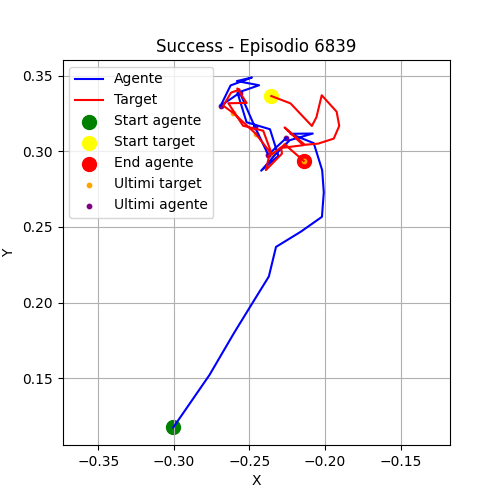 Success - Episodio 6839
Agente
Target
Start agente
Start target
End agente
Ultimi target
Ultimi agente
0.35
0.30
0.25
0.20
0.15
Y
−0.35
−0.30
−0.25
−0.20
−0.15
X